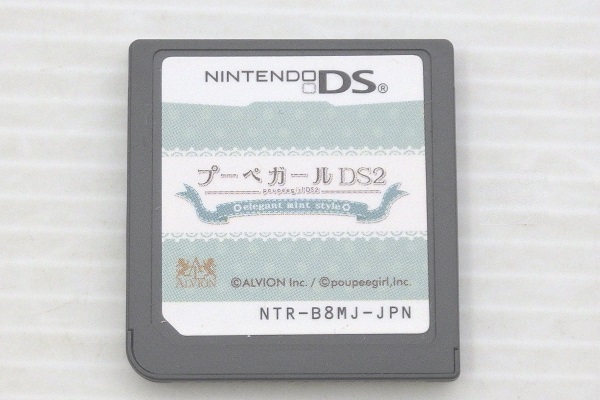 NINTENDO DS®
プーペガールDS2
poupeegirlDS2
elegant mint style
ALVION
©ALVION Inc. / ©poupeegirl,Inc.
NTR-B8MJ-JPN